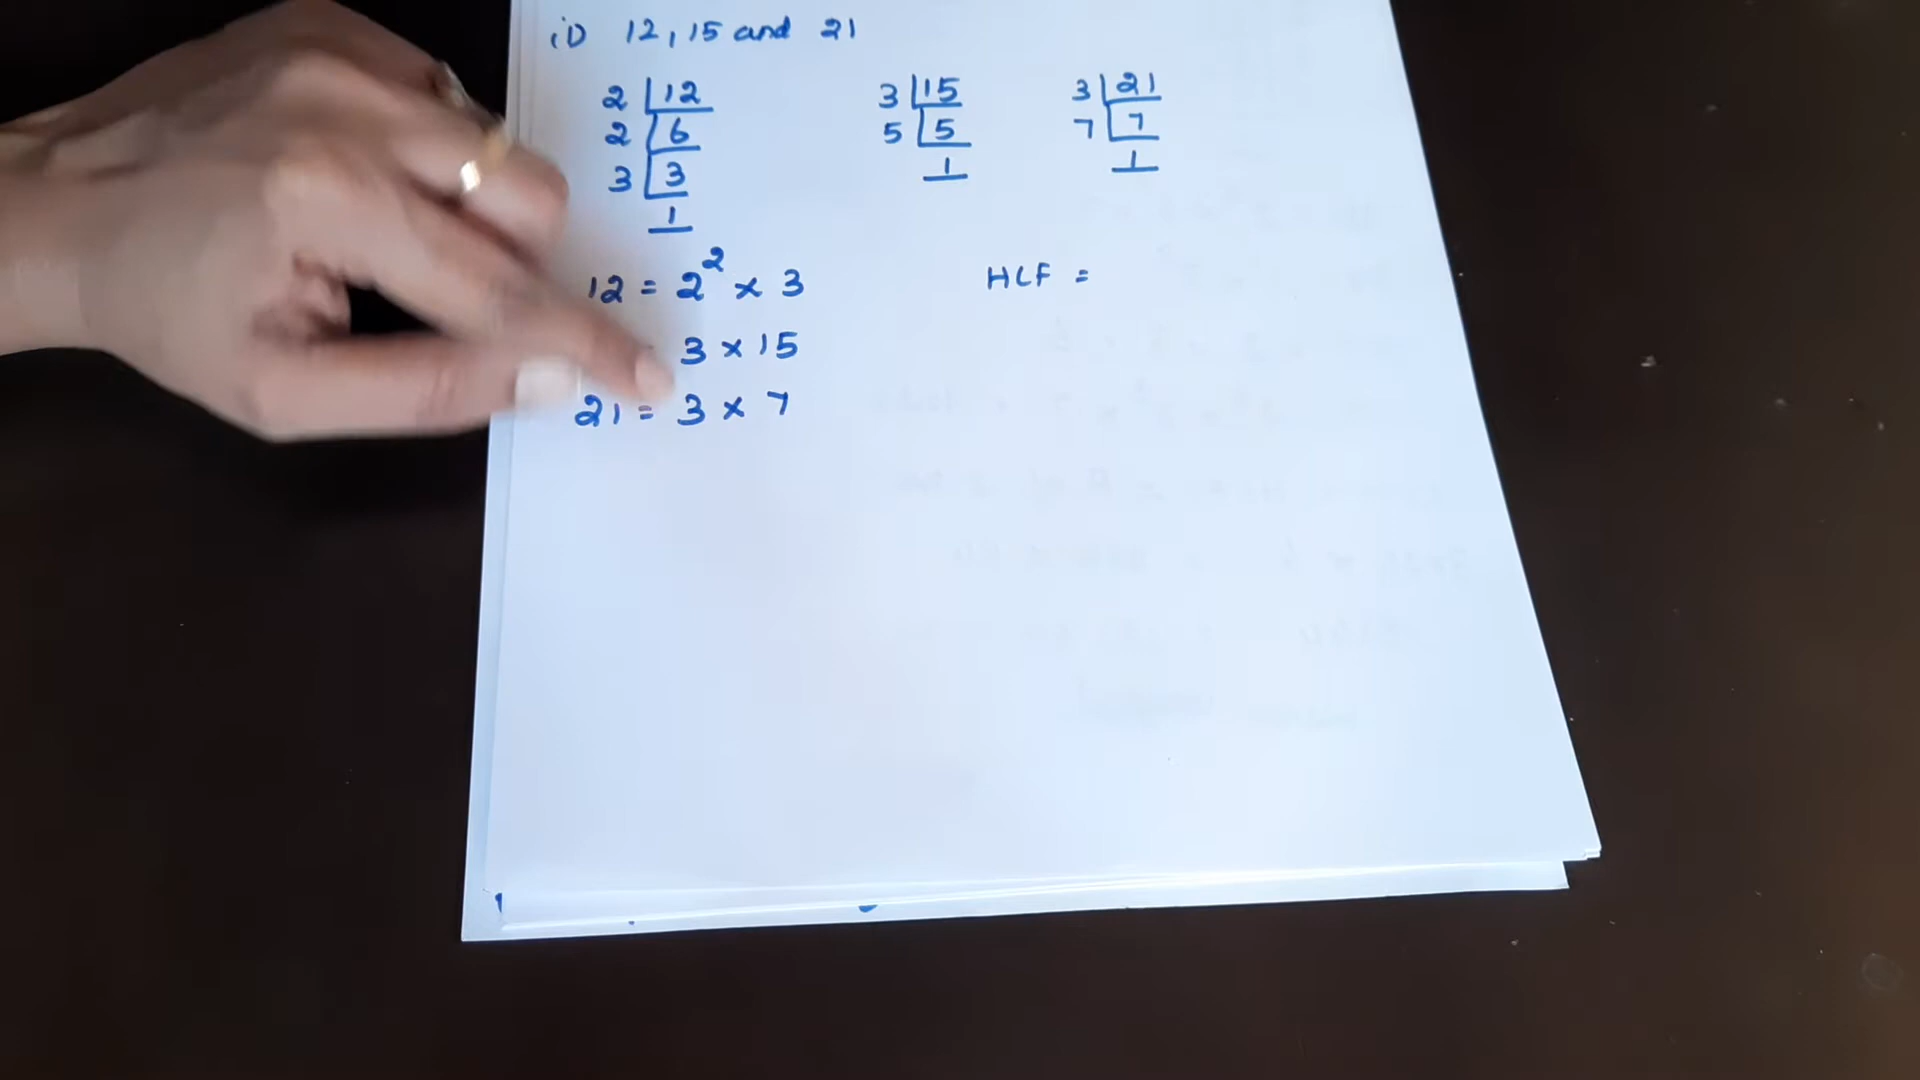 i) 12, 15 and 21
2 | 12
2 | 6
3 | 3
1
3 | 15
5 | 5
1
3 | 21
7 | 7
1
12 = 2² × 3
3 × 15
21 = 3 × 7
HCF =